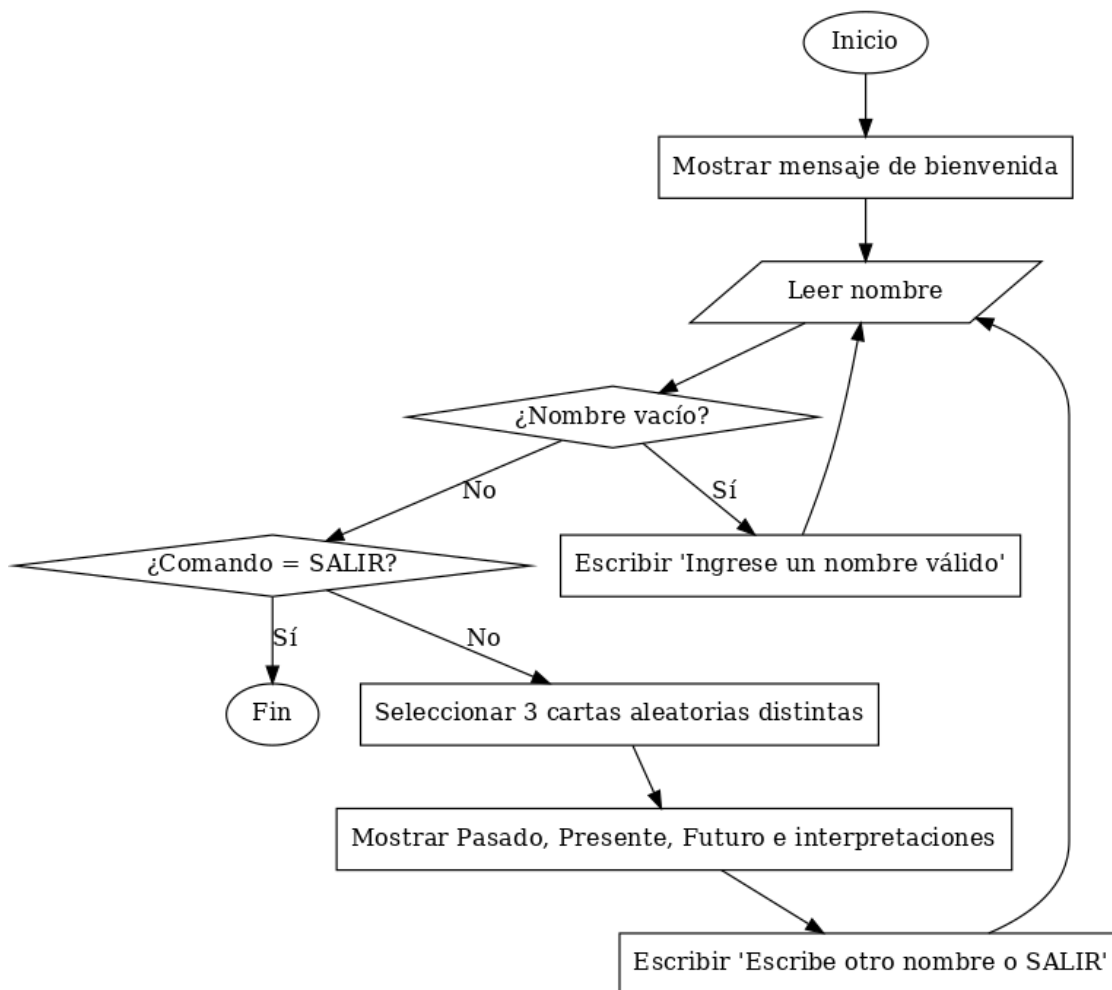 Inicio
Mostrar mensaje de bienvenida
Leer nombre
¿Nombre vacío?
No
Sí
¿Comando = SALIR?
Escribir 'Ingrese un nombre válido'
Sí
No
Fin
Seleccionar 3 cartas aleatorias distintas
Mostrar Pasado, Presente, Futuro e interpretaciones
Escribir 'Escribe otro nombre o SALIR'